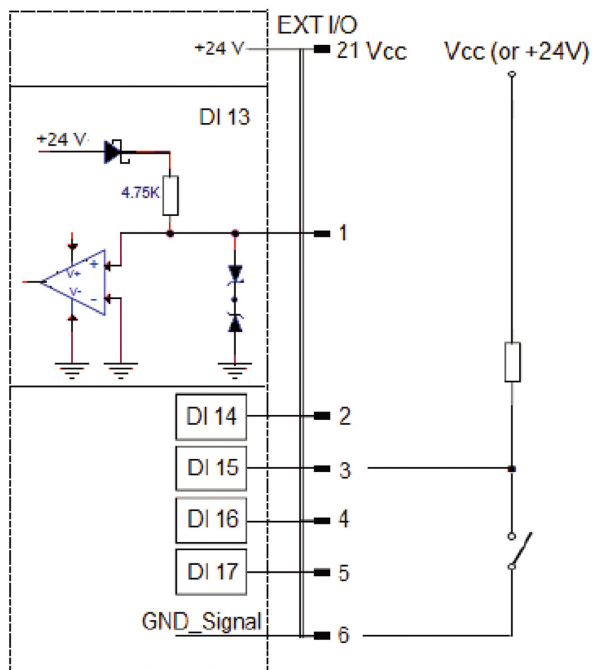 EXT I/O
+24 V
21 Vcc
Vcc (or +24V)
DI 13
+24 V
4.75K
1
+
V+
V-
-
DI 14
2
DI 15
3
DI 16
4
DI 17
5
GND_Signal
6